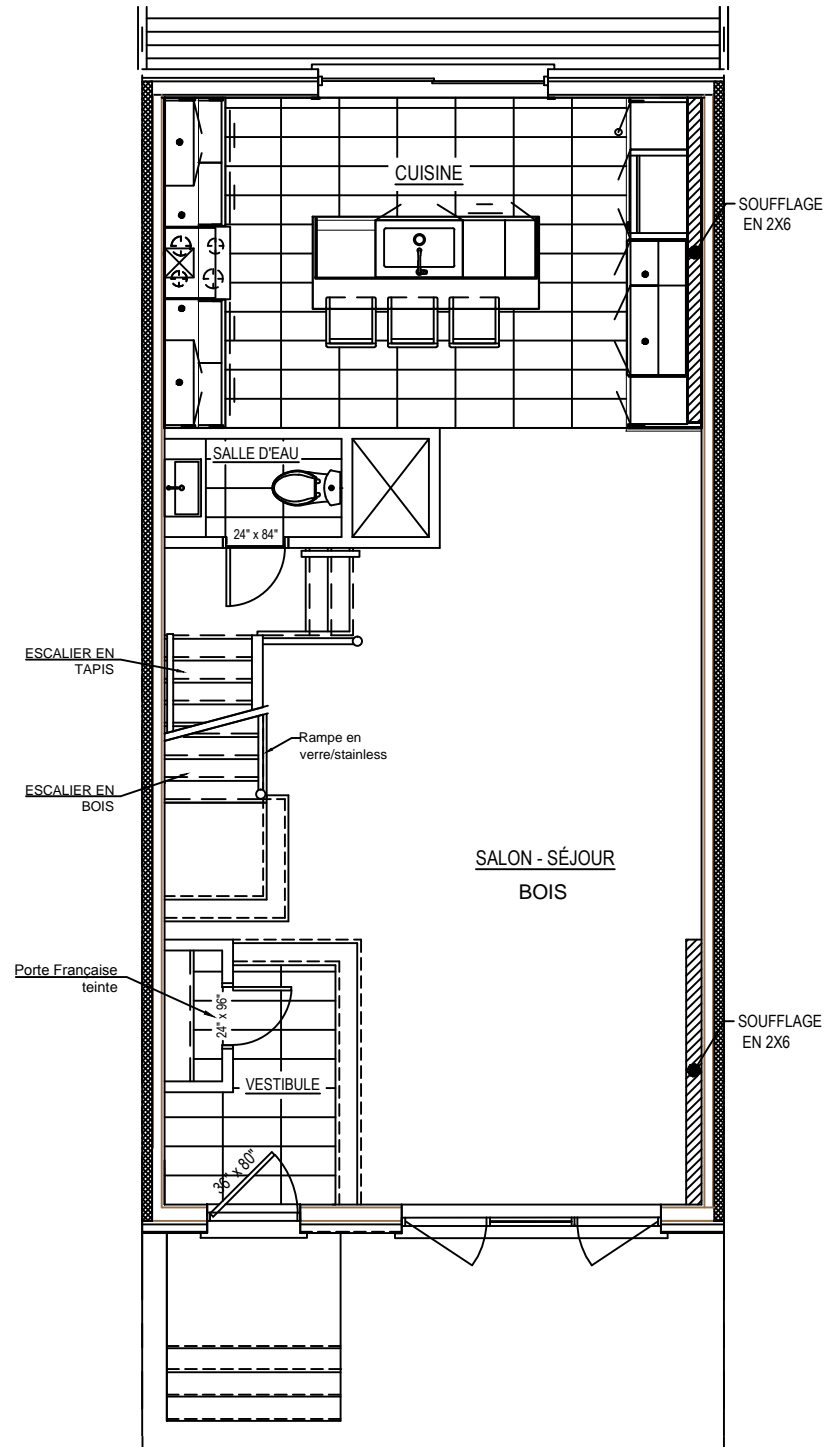 CUISINE
SOUFFLAGE
EN 2X6
SALLE D'EAU
24" x 84"
ESCALIER EN
TAPIS
Rampe en
verre/stainless
ESCALIER EN
BOIS
SALON - SÉJOUR
BOIS
Porte Française
teinte
24" x 96"
SOUFFLAGE
EN 2X6
VESTIBULE
36" x 80"